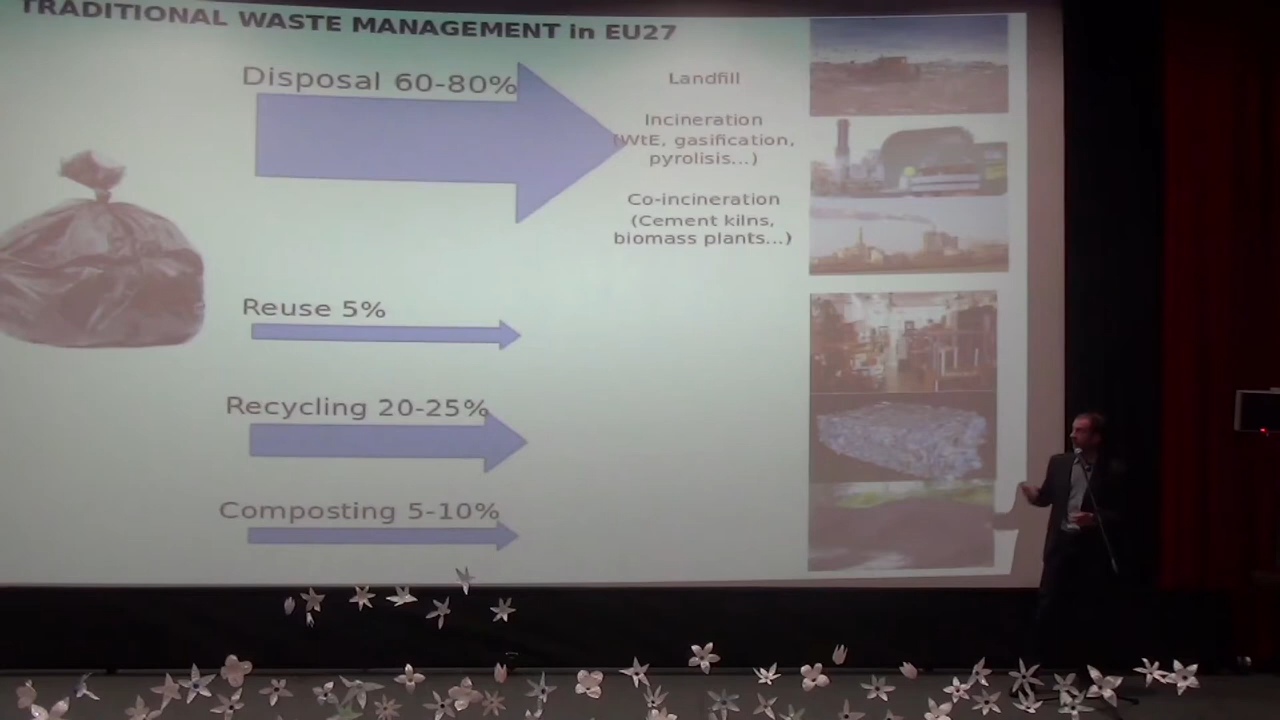 TRADITIONAL WASTE MANAGEMENT in EU27
Disposal 60-80%
Landfill
Incineration
(WtE, gasification,
pyrolisis...)
Co-incineration
(Cement kilns,
biomass plants...)
Reuse 5%
Recycling 20-25%
Composting 5-10%